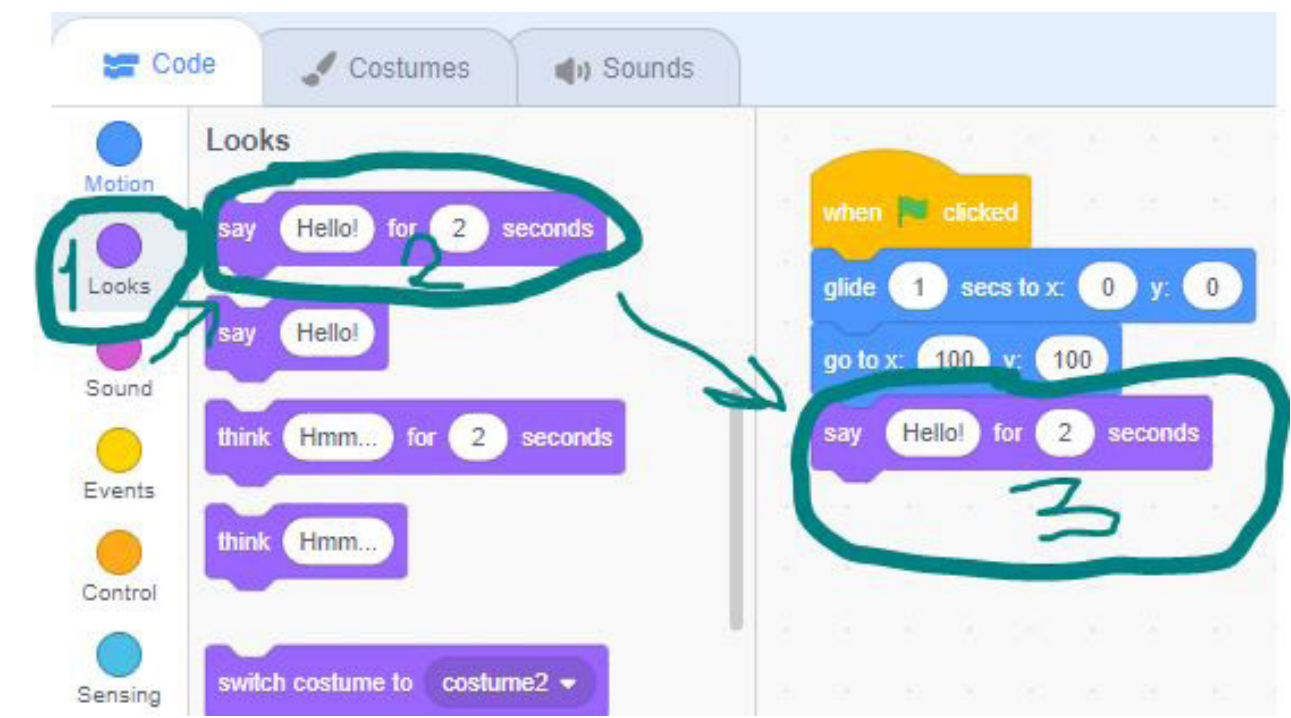 Code Costumes Sounds
Motion
Looks
Sound
Events
Control
Sensing
Looks
say Hello! for 2 seconds
say Hello!
think Hmm... for 2 seconds
think Hmm...
switch costume to costume2
when clicked
glide 1 secs to x: 0 y: 0
go to x: 100 y: 100
say Hello! for 2 seconds
1
2
3